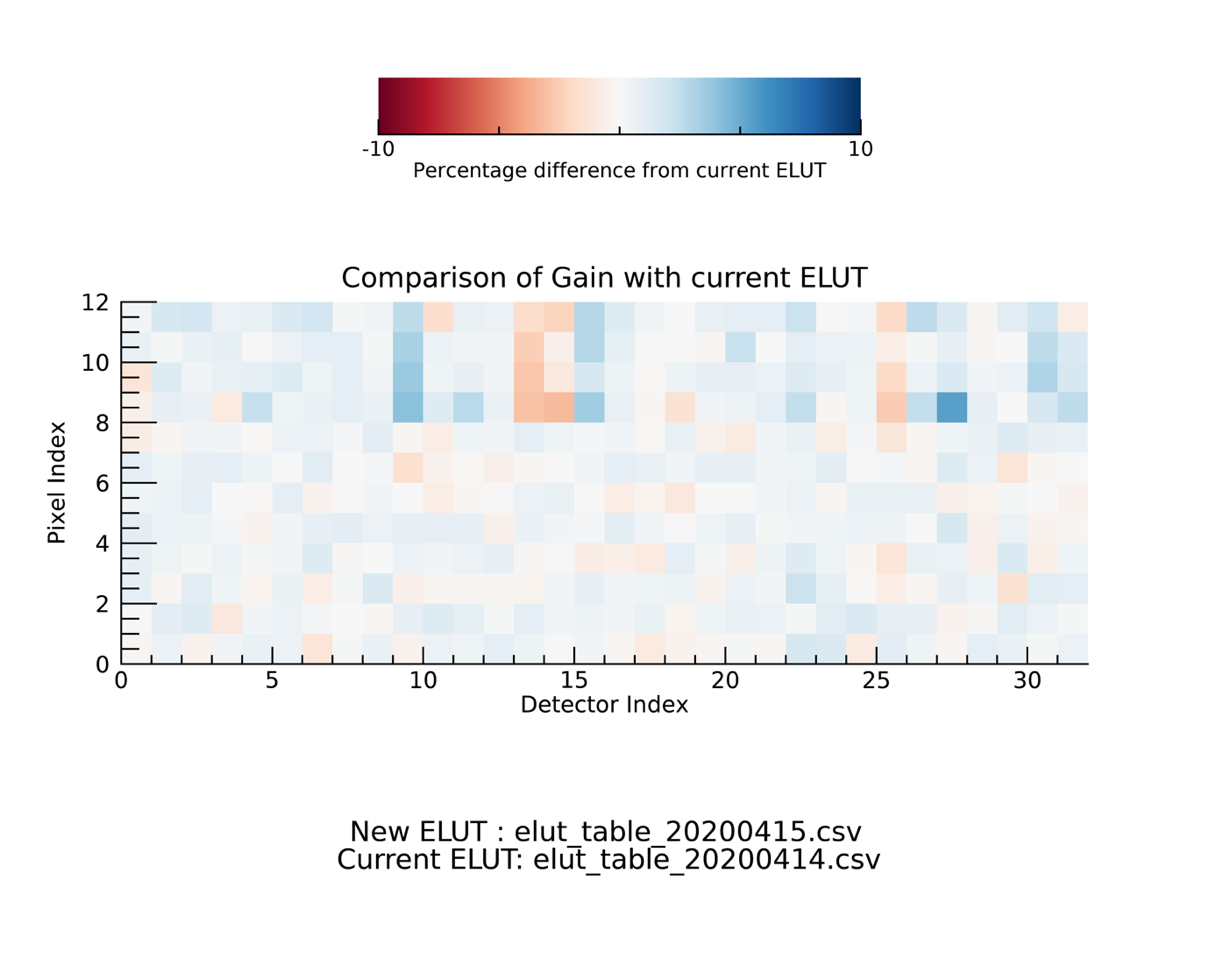 -10 10
Percentage difference from current ELUT
Comparison of Gain with current ELUT
12
10
8
6
4
2
0
Pixel Index
0 5 10 15 20 25 30
Detector Index
New ELUT : elut_table_20200415.csv
Current ELUT: elut_table_20200414.csv